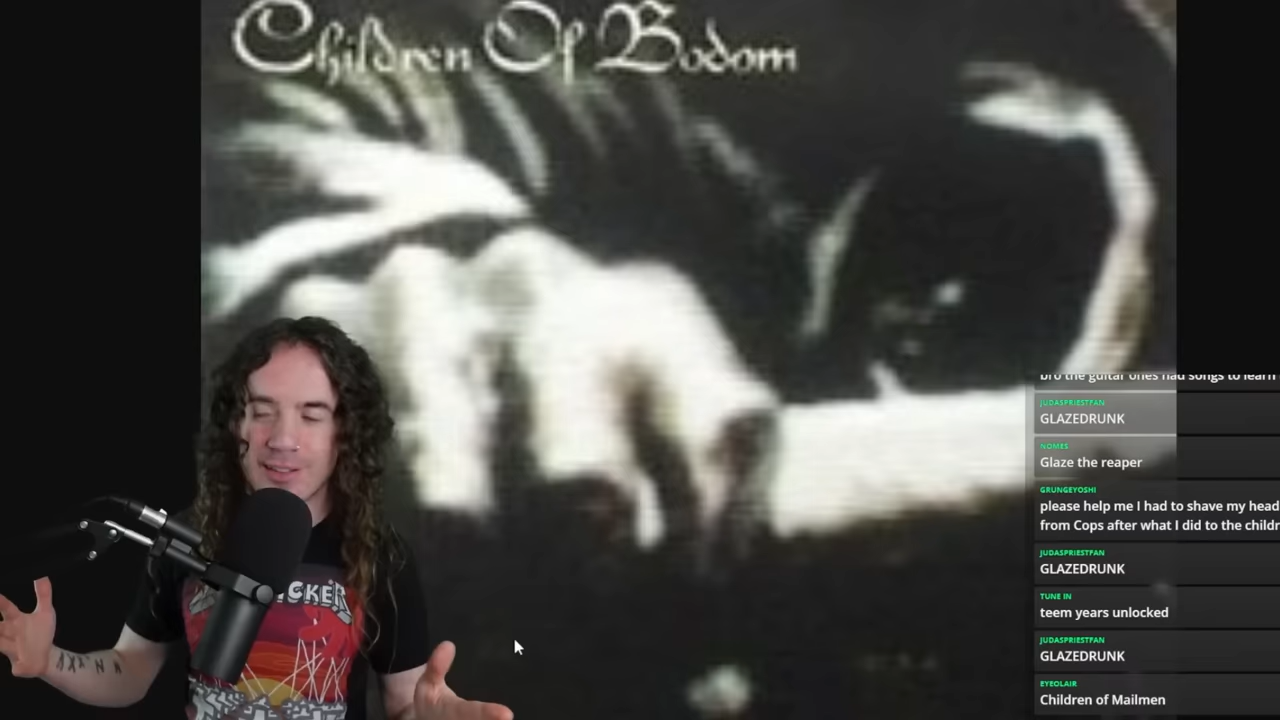 Children Of Bodom
bro the guitar ones had songs to learn
JUDASPRIESTFAN
GLAZEDRUNK
NOMES
Glaze the reaper
GRUNGEYOSHI
please help me I had to shave my head
from Cops after what I did to the childr
JUDASPRIESTFAN
GLAZEDRUNK
TUNE IN
teem years unlocked
JUDASPRIESTFAN
GLAZEDRUNK
EYEOLAIR
Children of Mailmen